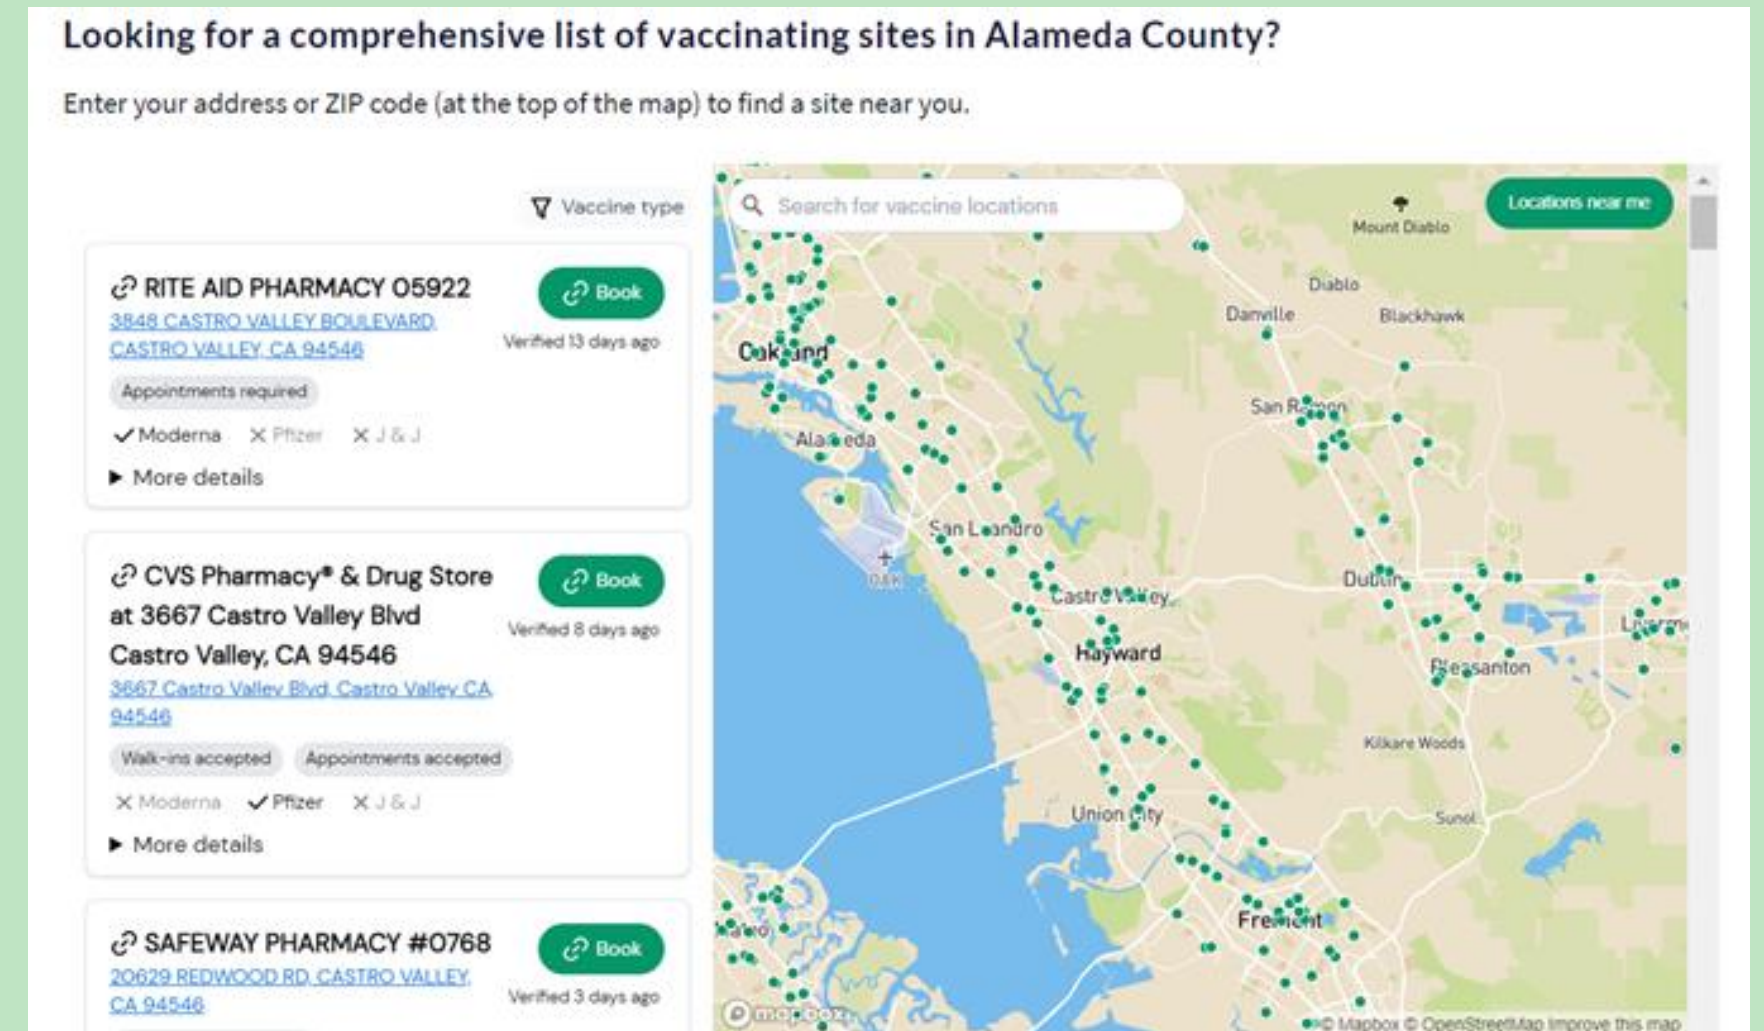 Looking for a comprehensive list of vaccinating sites in Alameda County?
Enter your address or ZIP code (at the top of the map) to find a site near you.
Vaccine type
RITE AID PHARMACY 05922
Book
3848 CASTRO VALLEY BOULEVARD,
CASTRO VALLEY, CA 94546
Verified 13 days ago
Appointments required
Moderna Pfizer J & J
More details
CVS Pharmacy® & Drug Store
at 3667 Castro Valley Blvd
Castro Valley, CA 94546
Book
Verified 8 days ago
3667 Castro Valley Blvd, Castro Valley CA,
94546
Walk-ins accepted Appointments accepted
Moderna Pfizer J & J
More details
SAFEWAY PHARMACY #0768
Book
20629 REDWOOD RD, CASTRO VALLEY,
CA 94546
Verified 3 days ago
Search for vaccine locations
Locations near me
Mount Diablo
Diablo
Danville
Blackhawk
Oakland
San Ramon
Alameda
San Leandro
OAK
Castro Valley
Dublin
Hayward
Pleasanton
Kilkare Woods
Union City
Sunol
Fremont
mapbox
© Mapbox © OpenStreetMap Improve this map